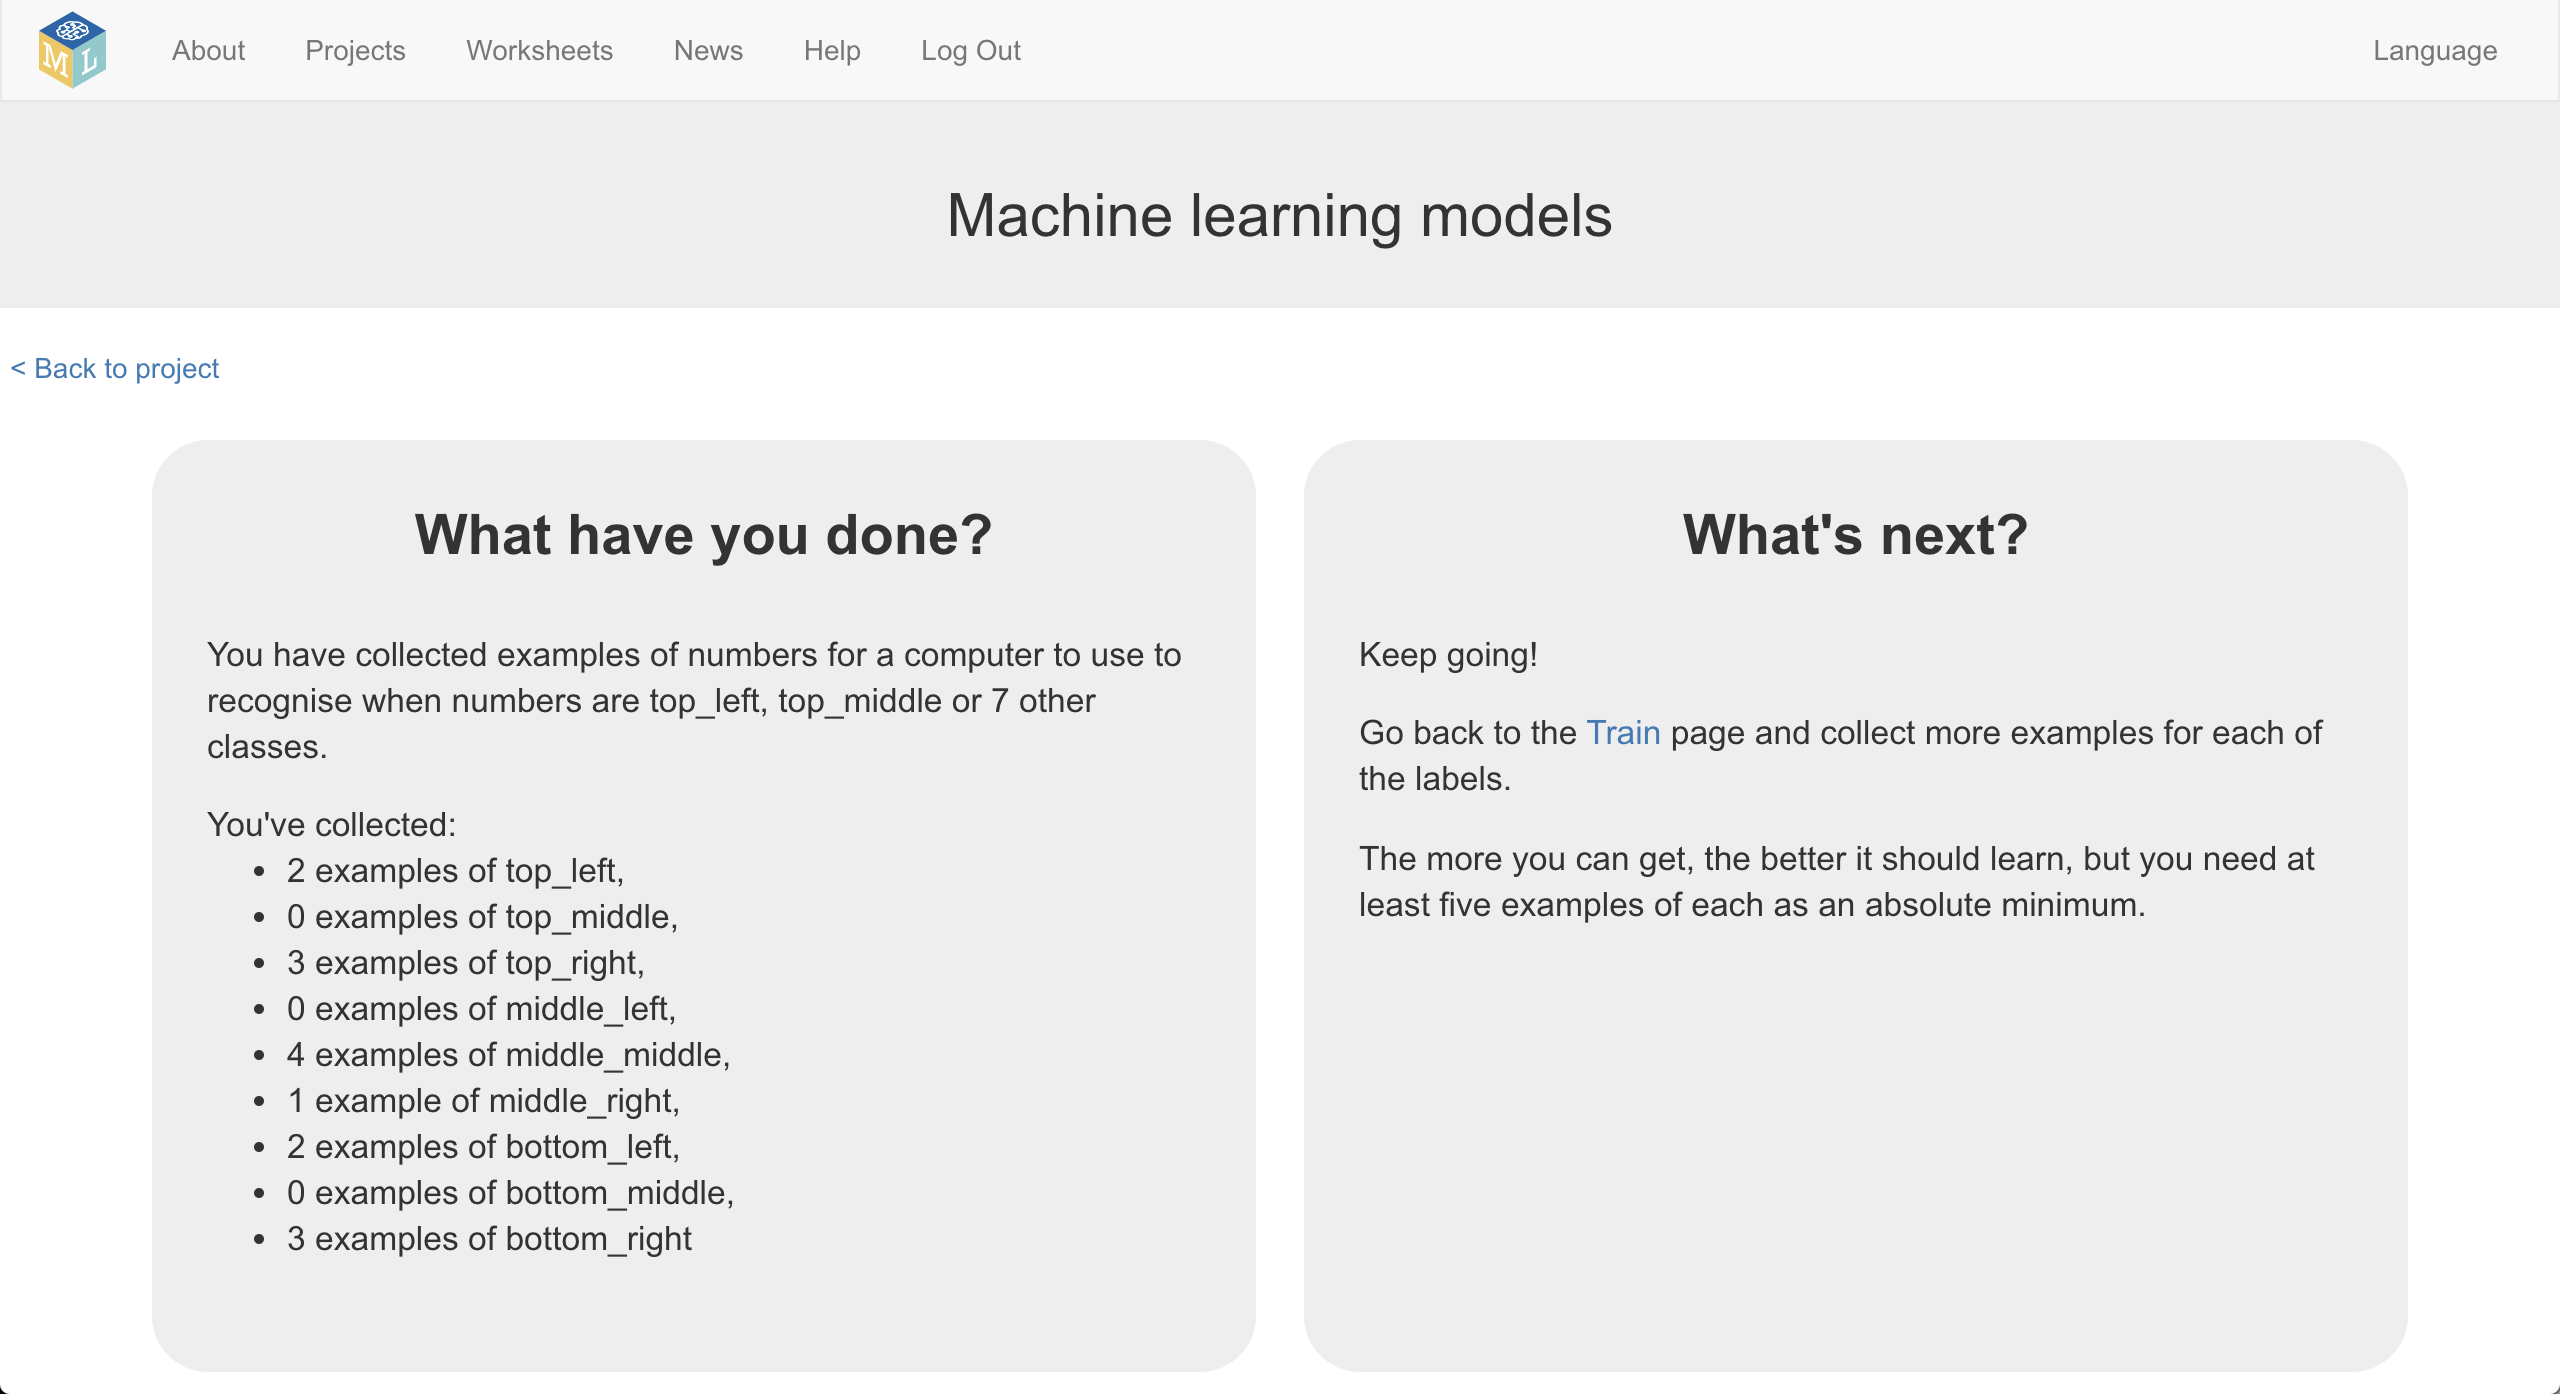 M L
About Projects Worksheets News Help Log Out Language
Machine learning models
< Back to project
What have you done?
You have collected examples of numbers for a computer to use to
recognise when numbers are top_left, top_middle or 7 other
classes.
You've collected:
• 2 examples of top_left,
• 0 examples of top_middle,
• 3 examples of top_right,
• 0 examples of middle_left,
• 4 examples of middle_middle,
• 1 example of middle_right,
• 2 examples of bottom_left,
• 0 examples of bottom_middle,
• 3 examples of bottom_right
What's next?
Keep going!
Go back to the Train page and collect more examples for each of
the labels.
The more you can get, the better it should learn, but you need at
least five examples of each as an absolute minimum.